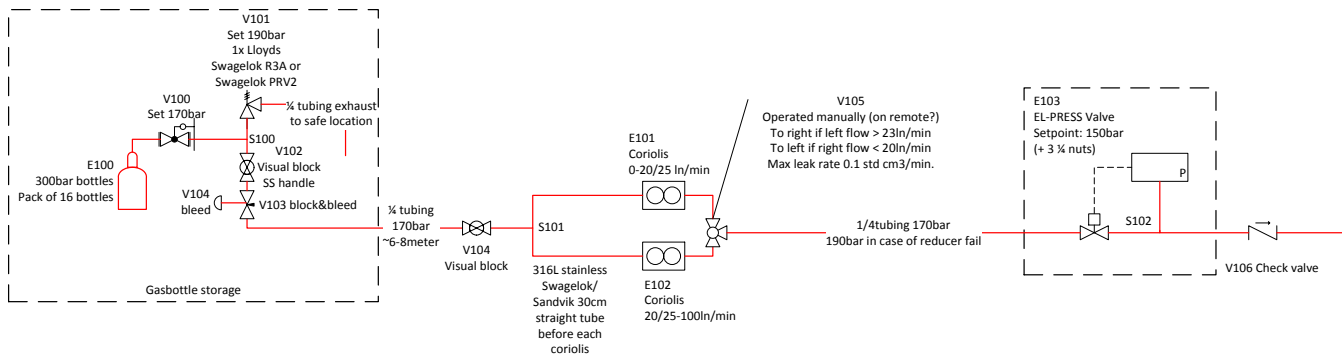 V101
Set 190bar
1x Lloyds
Swagelok R3A or
Swagelok PRV2
V100
Set 170bar
¼ tubing exhaust
to safe location
S100
V102
Visual block
SS handle
E100
300bar bottles
Pack of 16 bottles
V104
bleed
V103 block&bleed
Gasbottle storage
¼ tubing
170bar
~6-8meter
V104
Visual block
S101
316L stainless
Swagelok/
Sandvik 30cm
straight tube
before each
coriolis
E101
Coriolis
0-20/25 ln/min
E102
Coriolis
20/25-100ln/min
V105
Operated manually (on remote?)
To right if left flow > 23ln/min
To left if right flow < 20ln/min
Max leak rate 0.1 std cm3/min.
1/4tubing 170bar
190bar in case of reducer fail
E103
EL-PRESS Valve
Setpoint: 150bar
(+ 3 ¼ nuts)
P
S102
V106 Check valve